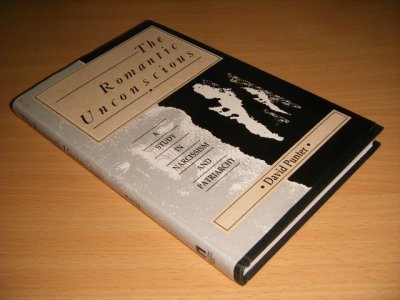 The
Romantic
Unconscious
A
STUDY
IN
NARCISSISM
AND
PATRIARCHY
• David Punter •